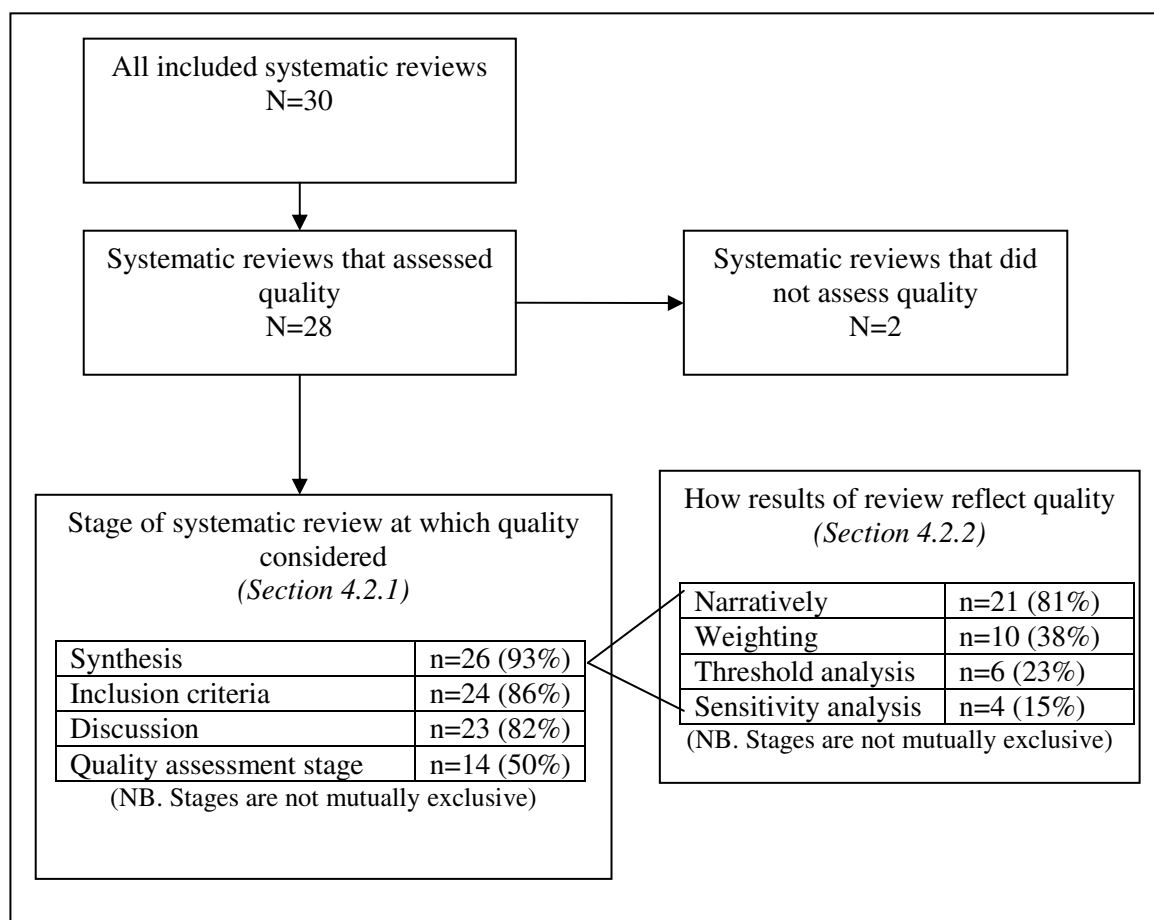 All included systematic reviews
N=30
Systematic reviews that assessed
quality
N=28
Systematic reviews that did
not assess quality
N=2
Stage of systematic review at which quality
considered
(Section 4.2.1)
Synthesis n=26 (93%)
Inclusion criteria n=24 (86%)
Discussion n=23 (82%)
Quality assessment stage n=14 (50%)
(NB. Stages are not mutually exclusive)
How results of review reflect quality
(Section 4.2.2)
Narratively n=21 (81%)
Weighting n=10 (38%)
Threshold analysis n=6 (23%)
Sensitivity analysis n=4 (15%)
(NB. Stages are not mutually exclusive)